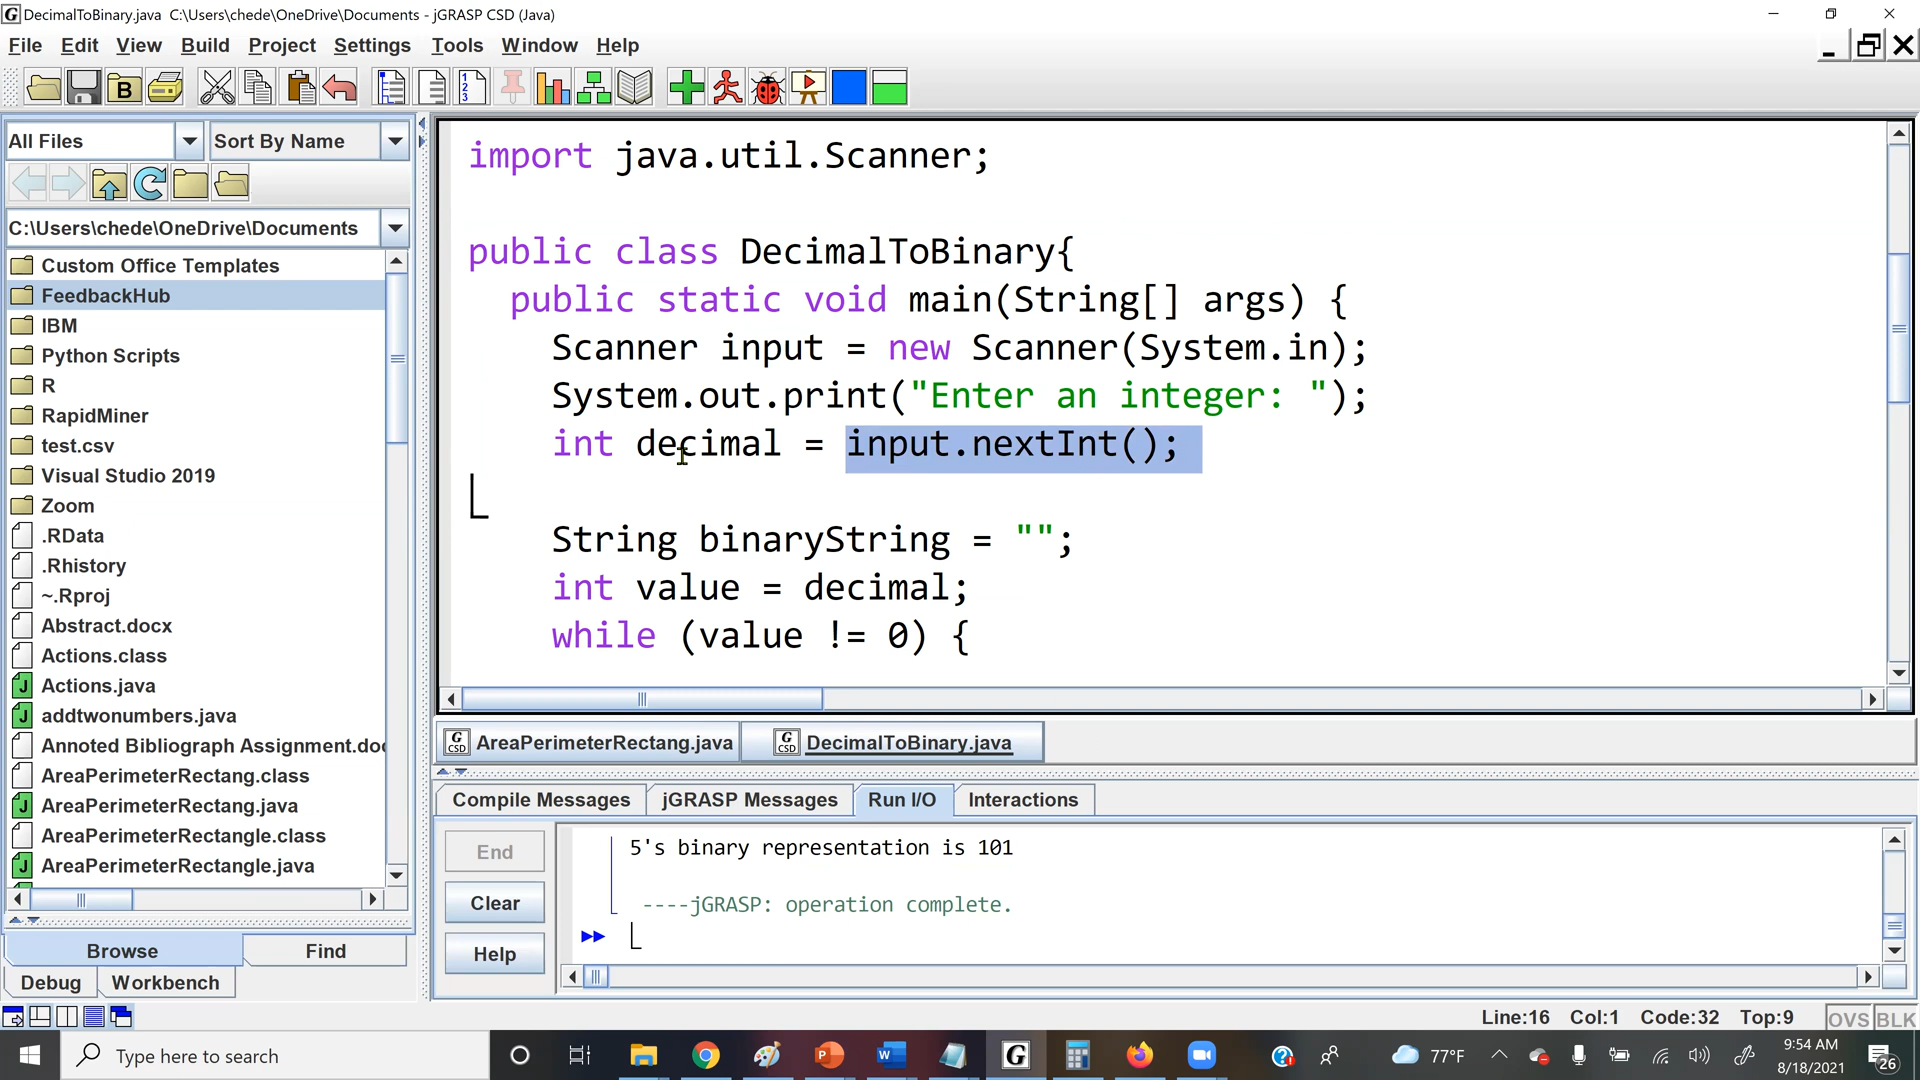 DecimalToBinary.java  C:\Users\chede\OneDrive\Documents - jGRASP CSD (Java)
File Edit View Build Project Settings Tools Window Help
B
1
2
3
All Files
Sort By Name
C:\Users\chede\OneDrive\Documents
Custom Office Templates
FeedbackHub
IBM
Python Scripts
R
RapidMiner
test.csv
Visual Studio 2019
Zoom
.RData
.Rhistory
~.Rproj
Abstract.docx
Actions.class
Actions.java
addtwonumbers.java
Annoted Bibliograph Assignment.doc
AreaPerimeterRectang.class
AreaPerimeterRectang.java
AreaPerimeterRectangle.class
AreaPerimeterRectangle.java
Browse
Find
Debug
Workbench
import java.util.Scanner;
public class DecimalToBinary{
public static void main(String[] args) {
Scanner input = new Scanner(System.in);
System.out.print("Enter an integer: ");
int decimal = input.nextInt();
String binaryString = "";
int value = decimal;
while (value != 0) {
G CSD AreaPerimeterRectang.java
G CSD DecimalToBinary.java
Compile Messages
jGRASP Messages
Run I/O
Interactions
End
Clear
Help
5's binary representation is 101
----jGRASP: operation complete.
Line:16 Col:1 Code:32 Top:9 OVS BLK
Type here to search
77°F
9:54 AM
8/18/2021
26